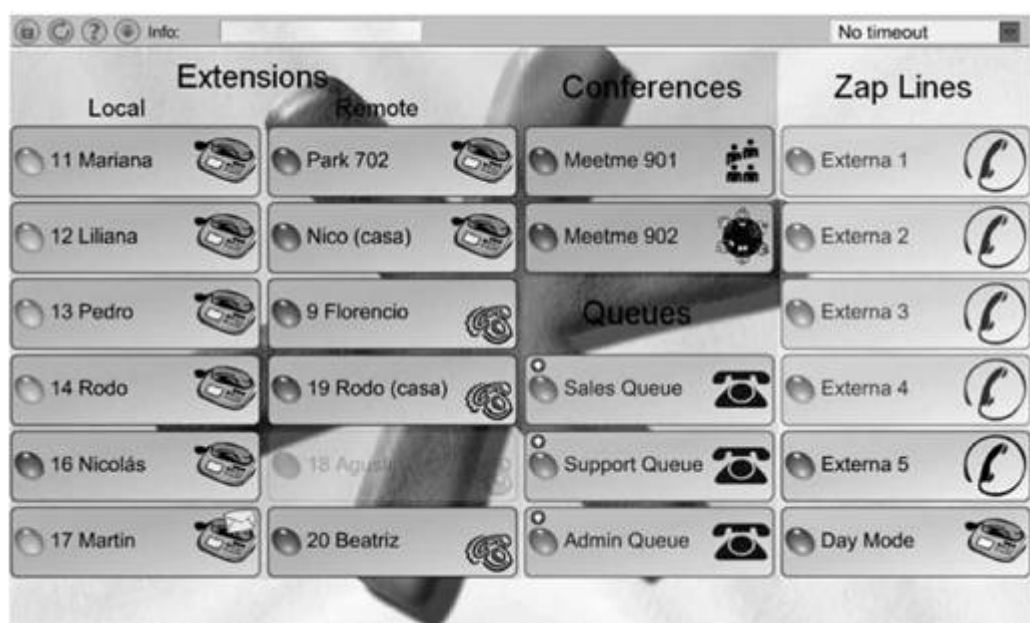 Info:
No timeout
Extensions
Local
Remote
11 Mariana
12 Liliana
13 Pedro
14 Rodo
16 Nicolás
17 Martin
Park 702
Nico (casa)
9 Florencio
19 Rodo (casa)
18 Agustin
20 Beatriz
Conferences
Meetme 901
Meetme 902
Queues
Sales Queue
Support Queue
Admin Queue
Zap Lines
Externa 1
Externa 2
Externa 3
Externa 4
Externa 5
Day Mode